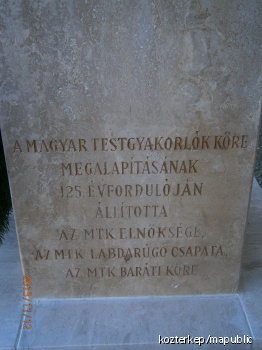 A MAGYAR TESTGYAKORLÓK KÖRE
MEGALAPÍTÁSÁNAK
125 ÉVFORDULÓJÁN
ÁLLÍTOTTA
AZ MTK ELNÖKSÉGE,
AZ MTK LABDARÚGÓ CSAPATA,
AZ MTK BARÁTI KÖRE
kozterkep/mapublic